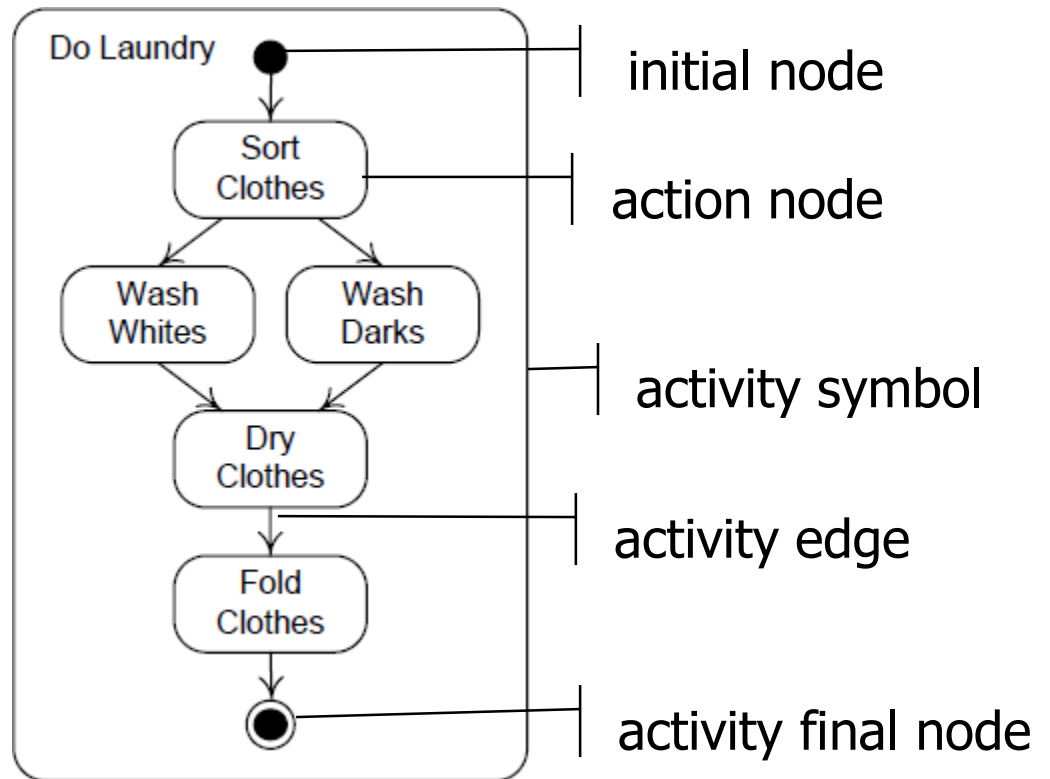 Do Laundry
initial node
Sort
Clothes
action node
Wash
Whites
Wash
Darks
activity symbol
Dry
Clothes
activity edge
Fold
Clothes
activity final node